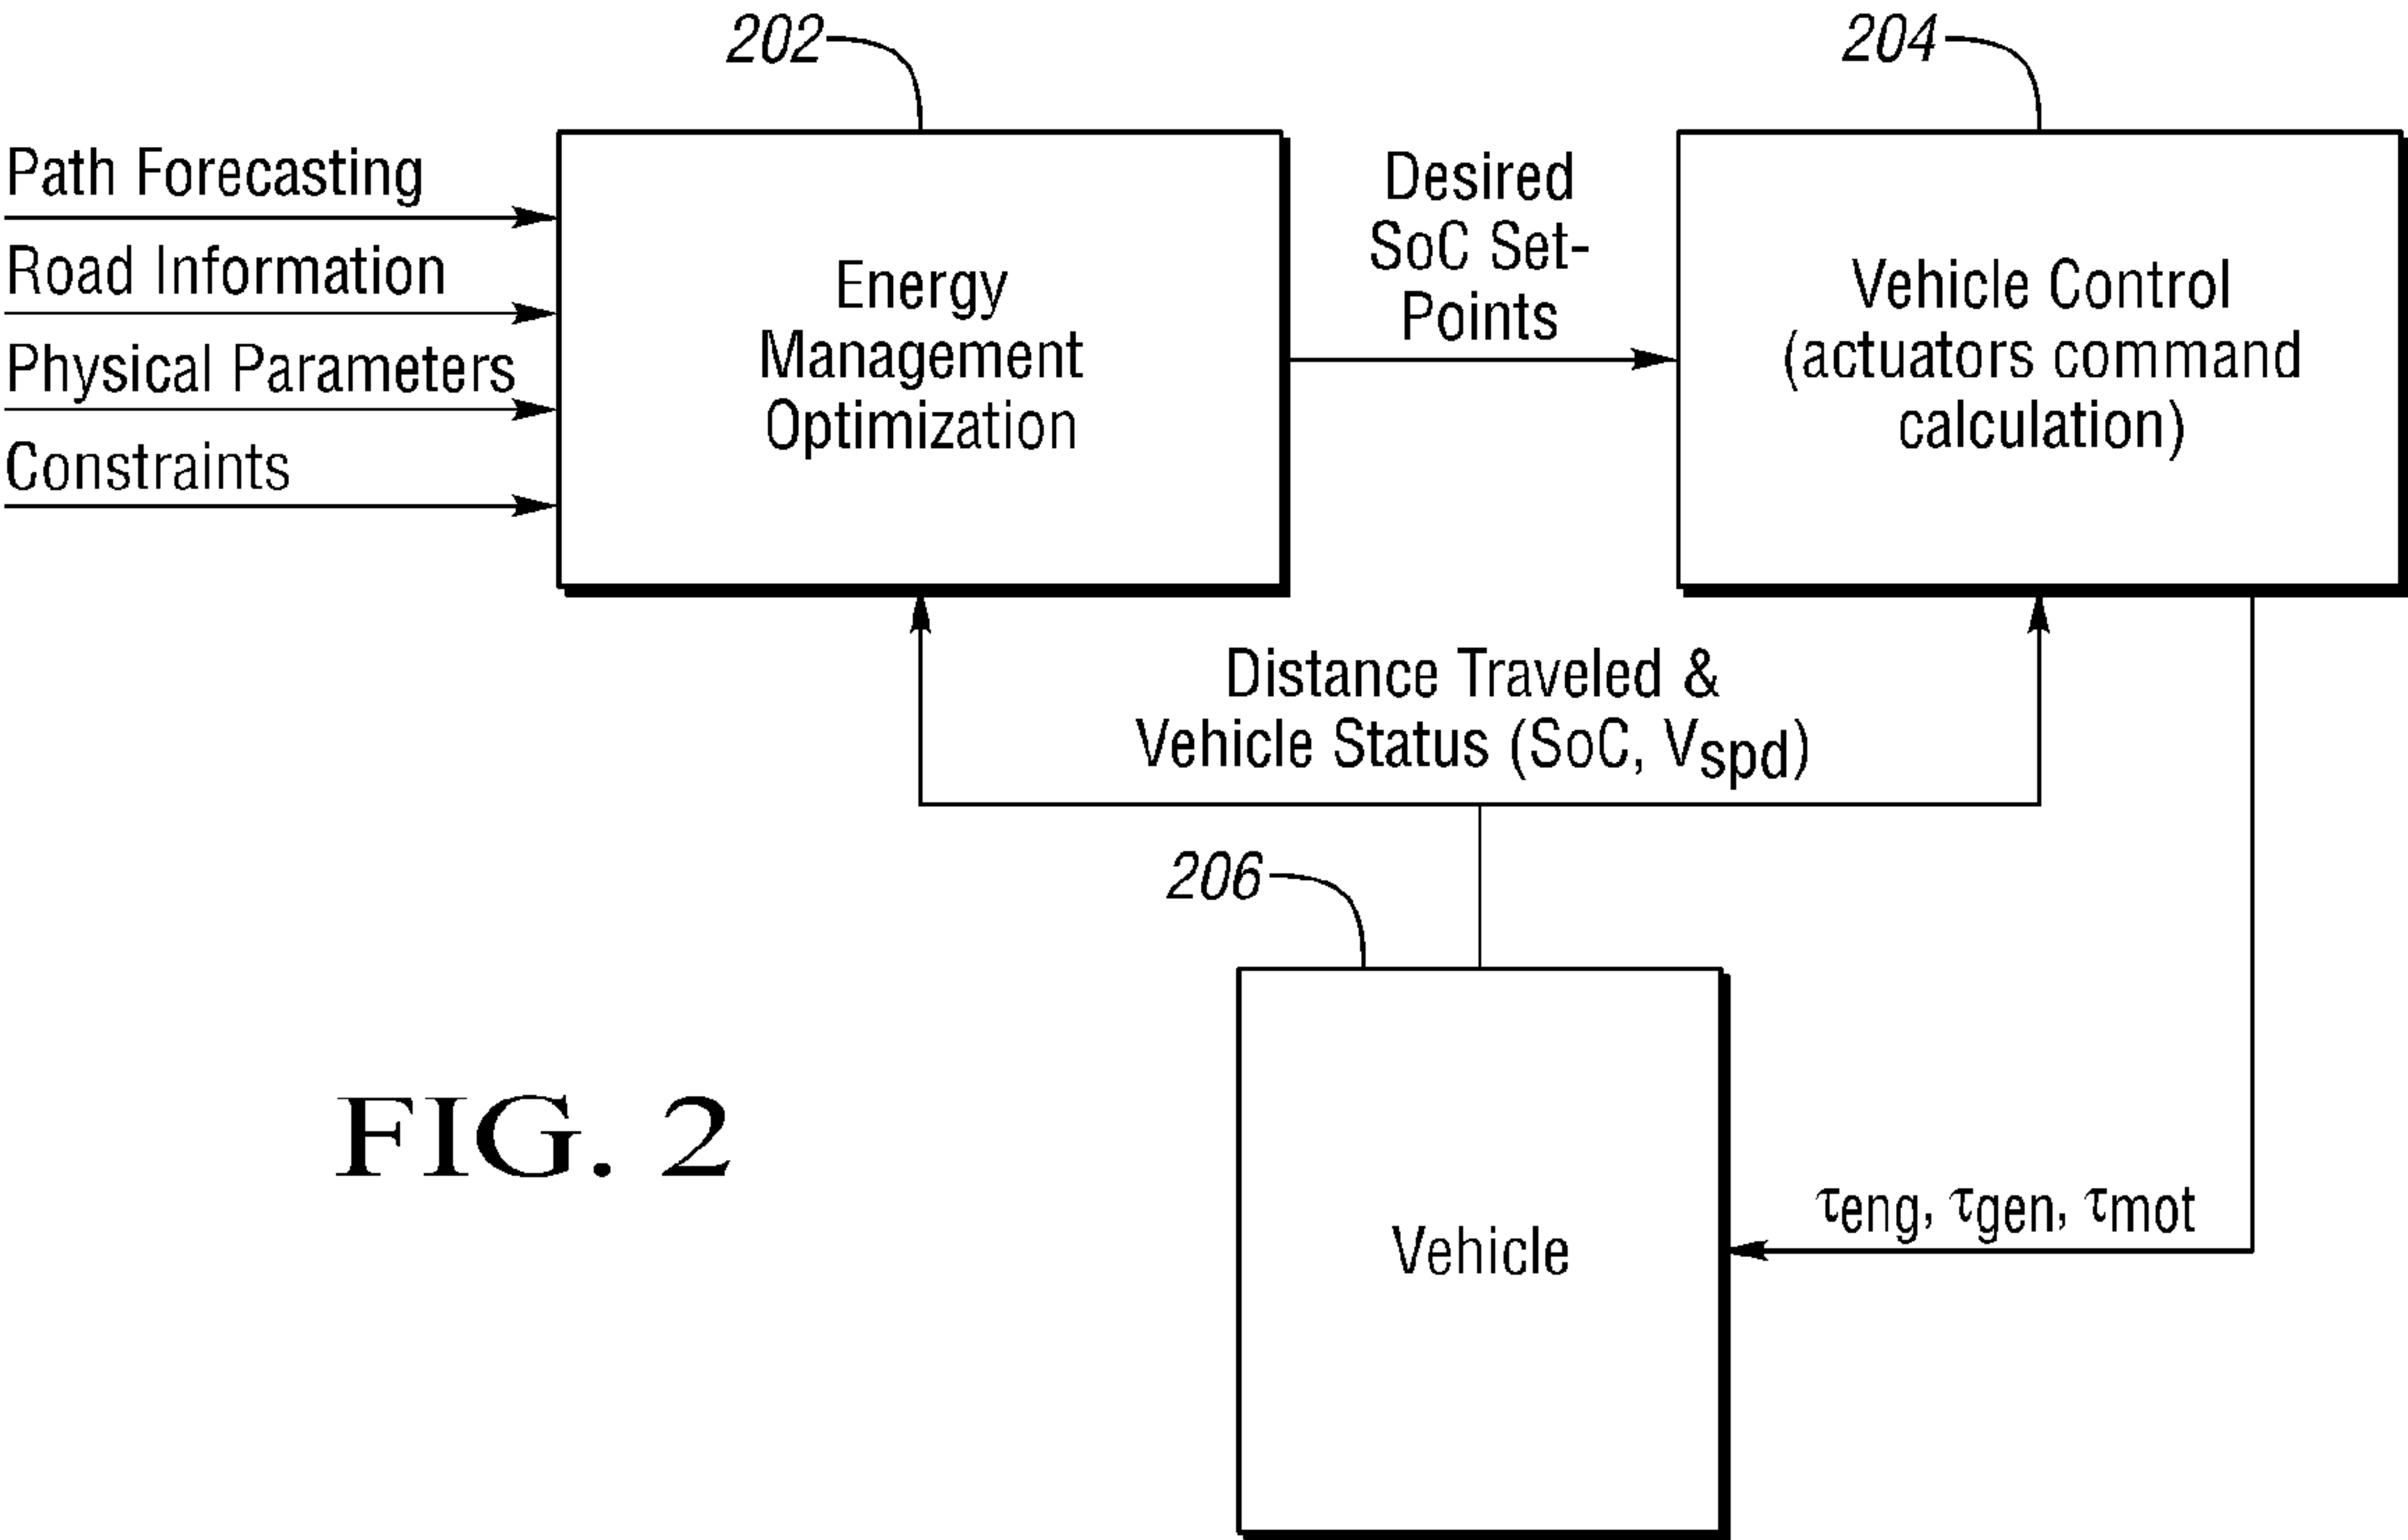 202
204
Path Forecasting
Road Information
Physical Parameters
Constraints
Energy
Management
Optimization
Desired
SoC Set-
Points
Vehicle Control
(actuators command
calculation)
Distance Traveled &
Vehicle Status (SoC, Vspd)
206
Vehicle
τeng, τgen, τmot
FIG. 2